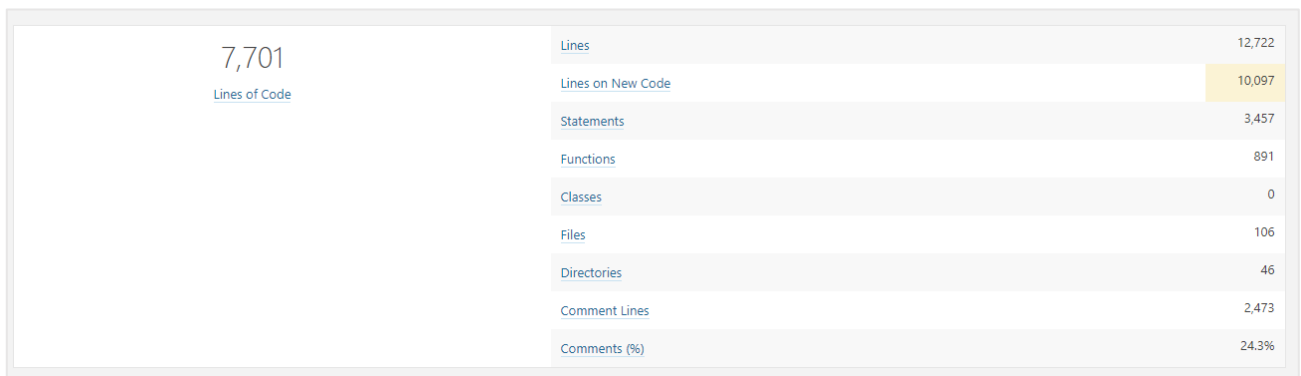 7,701
Lines of Code
Lines 12,722
Lines on New Code 10,097
Statements 3,457
Functions 891
Classes 0
Files 106
Directories 46
Comment Lines 2,473
Comments (%) 24.3%